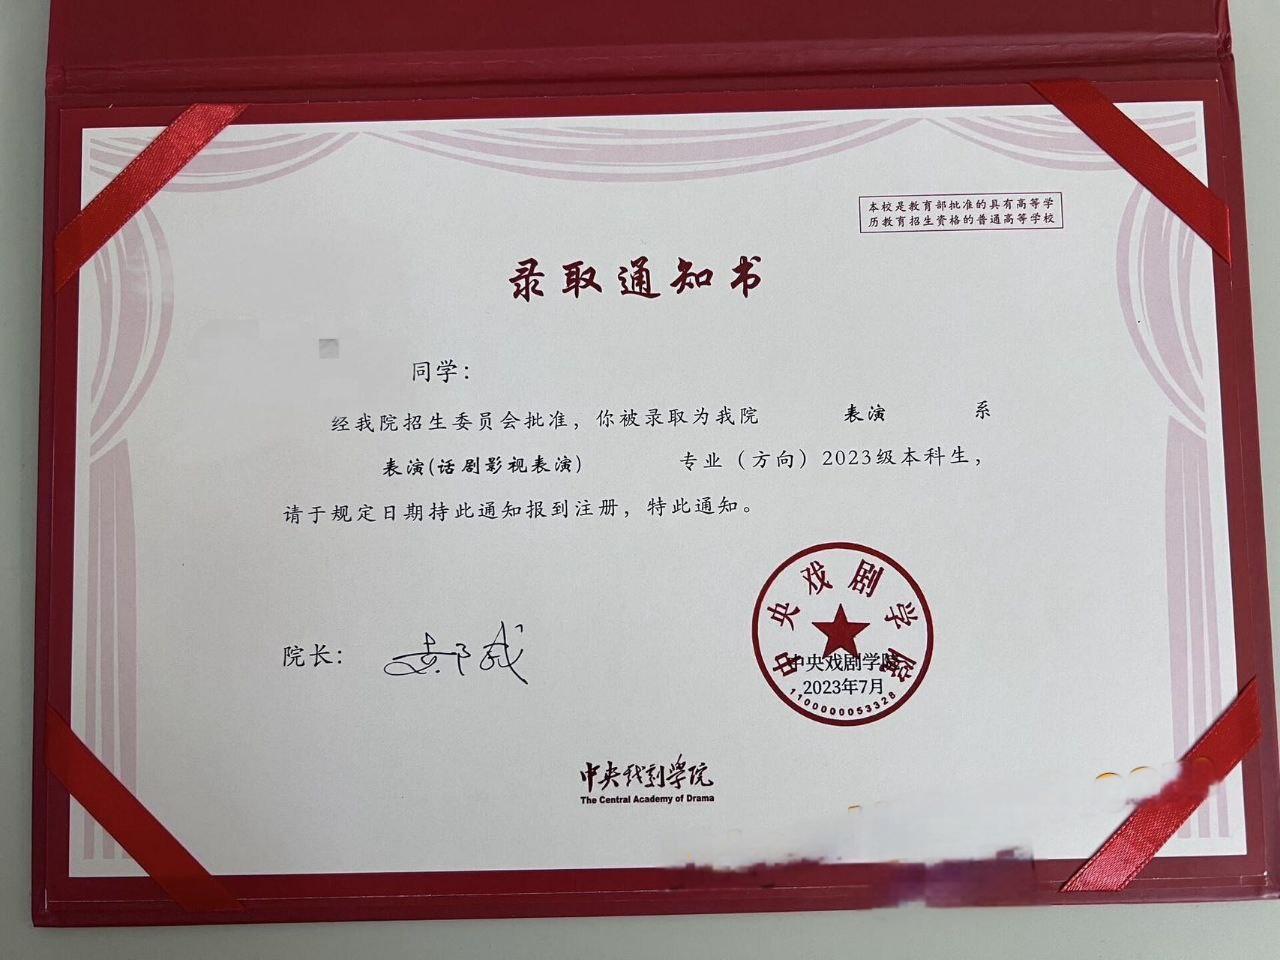 本校是教育部批准的具有高等学
历教育招生资格的普通高等学校
录取通知书
同学：
经我院招生委员会批准，你被录取为我院 表演 系
表演(话剧影视表演) 专业（方向）2023级本科生，
请于规定日期持此通知报到注册，特此通知。
院长：
中央戏剧学院
中央戏剧学院
2023年7月
1100000053328
中央戏剧学院
The Central Academy of Drama